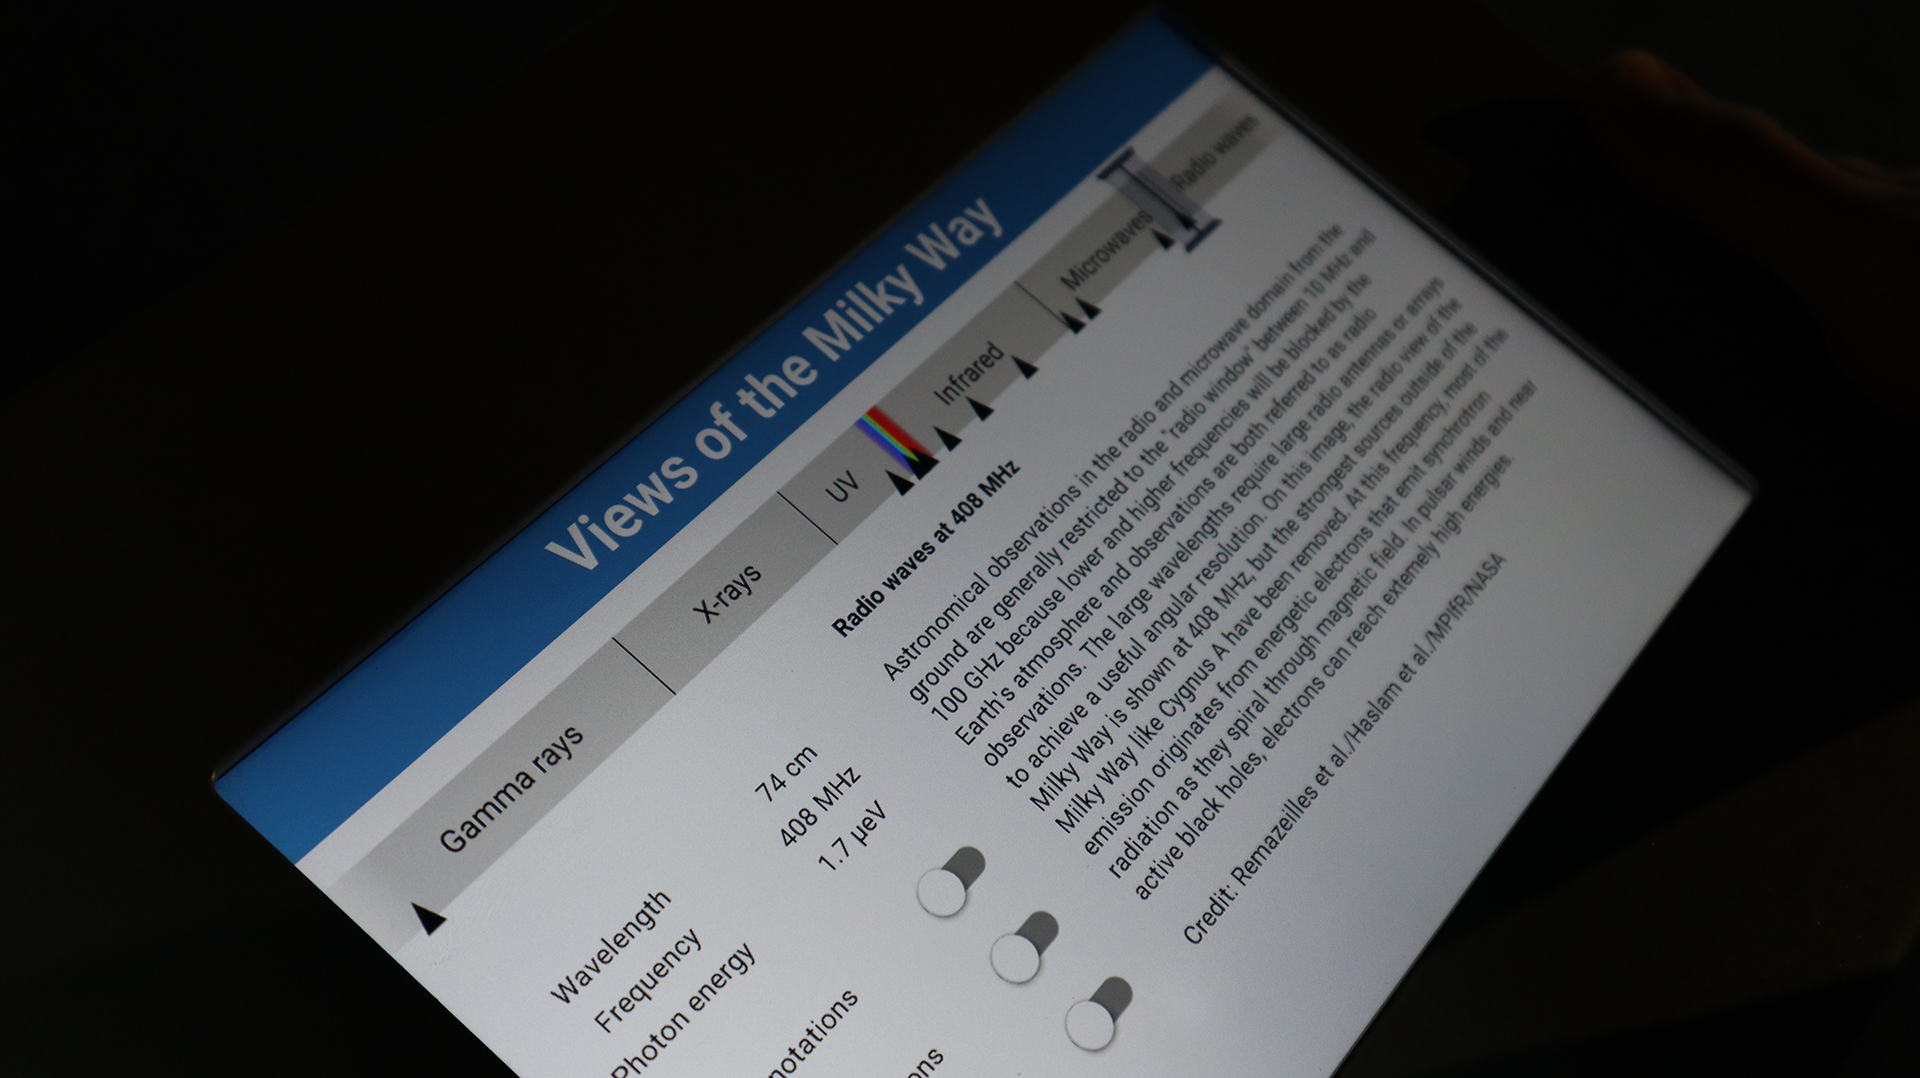 Views of the Milky Way
Gamma rays
X-rays
UV
Infrared
Microwaves
Radio waves
Wavelength 74 cm
Frequency 408 MHz
Photon energy 1.7 µeV
Radio waves at 408 MHz
Astronomical observations in the radio and microwave domain from the
ground are generally restricted to the "radio window" between 10 MHz and
100 GHz because lower and higher frequencies will be blocked by the
Earth's atmosphere and observations are both referred to as radio
observations. The large wavelengths require large radio antennas or arrays
to achieve a useful angular resolution. On this image, the radio view of the
Milky Way is shown at 408 MHz, but the strongest sources outside of the
Milky Way like Cygnus A have been removed. At this frequency, most of the
emission originates from energetic electrons that emit synchrotron
radiation as they spiral through magnetic field. In pulsar winds and near
active black holes, electrons can reach extemely high energies.
Credit: Remazeilles et al./Haslam et al./MPIfR/NASA